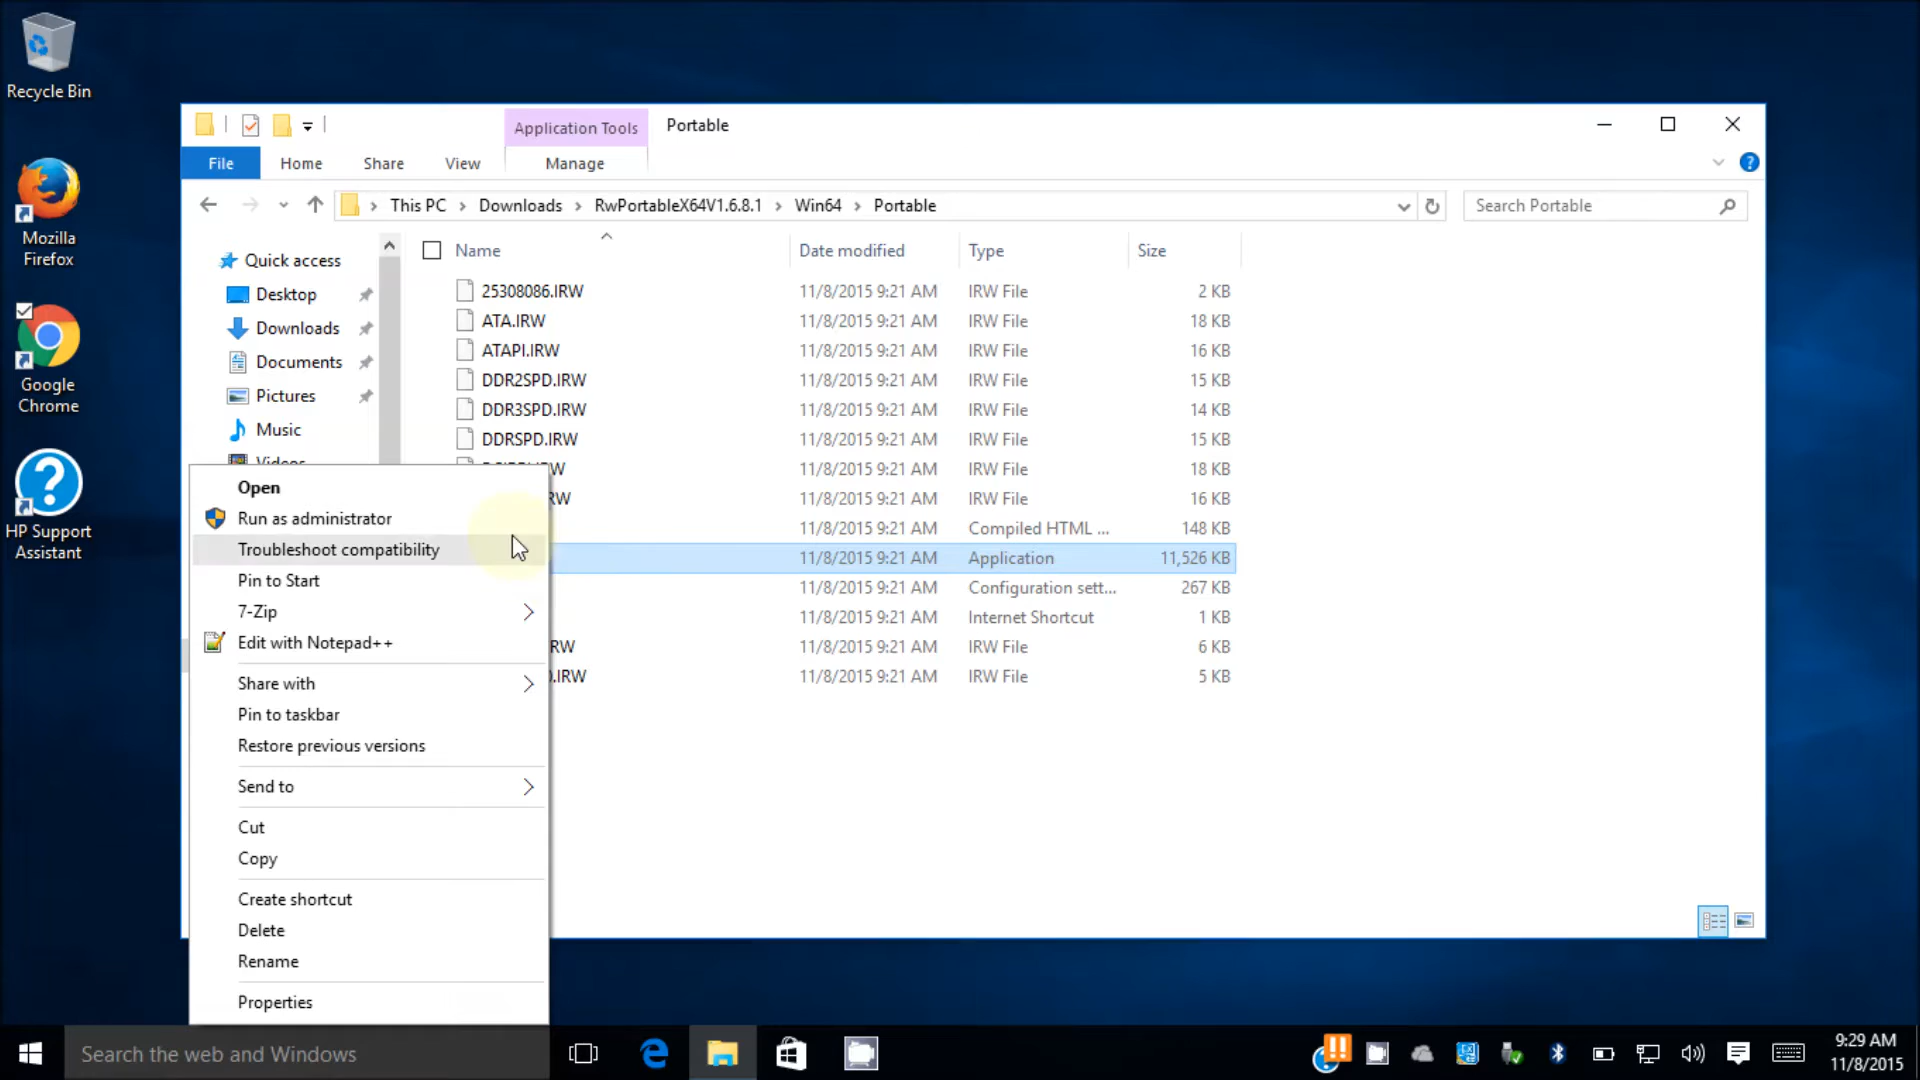 Recycle Bin
Mozilla
Firefox
Google
Chrome
HP Support
Assistant
Application Tools
Portable
File
Home
Share
View
Manage
This PC
Downloads
RwPortableX64V1.6.8.1
Win64
Portable
Search Portable
Quick access
Desktop
Downloads
Documents
Pictures
Music
Videos
Name Date modified Type Size
25308086.IRW 11/8/2015 9:21 AM IRW File 2 KB
ATA.IRW 11/8/2015 9:21 AM IRW File 18 KB
ATAPI.IRW 11/8/2015 9:21 AM IRW File 16 KB
DDR2SPD.IRW 11/8/2015 9:21 AM IRW File 15 KB
DDR3SPD.IRW 11/8/2015 9:21 AM IRW File 14 KB
DDRSPD.IRW 11/8/2015 9:21 AM IRW File 15 KB
11/8/2015 9:21 AM IRW File 18 KB
RW 11/8/2015 9:21 AM IRW File 16 KB
11/8/2015 9:21 AM Compiled HTML ... 148 KB
11/8/2015 9:21 AM Application 11,526 KB
11/8/2015 9:21 AM Configuration sett... 267 KB
11/8/2015 9:21 AM Internet Shortcut 1 KB
RW 11/8/2015 9:21 AM IRW File 6 KB
.IRW 11/8/2015 9:21 AM IRW File 5 KB
Open
Run as administrator
Troubleshoot compatibility
Pin to Start
7-Zip
Edit with Notepad++
Share with
Pin to taskbar
Restore previous versions
Send to
Cut
Copy
Create shortcut
Delete
Rename
Properties
Search the web and Windows
9:29 AM
11/8/2015